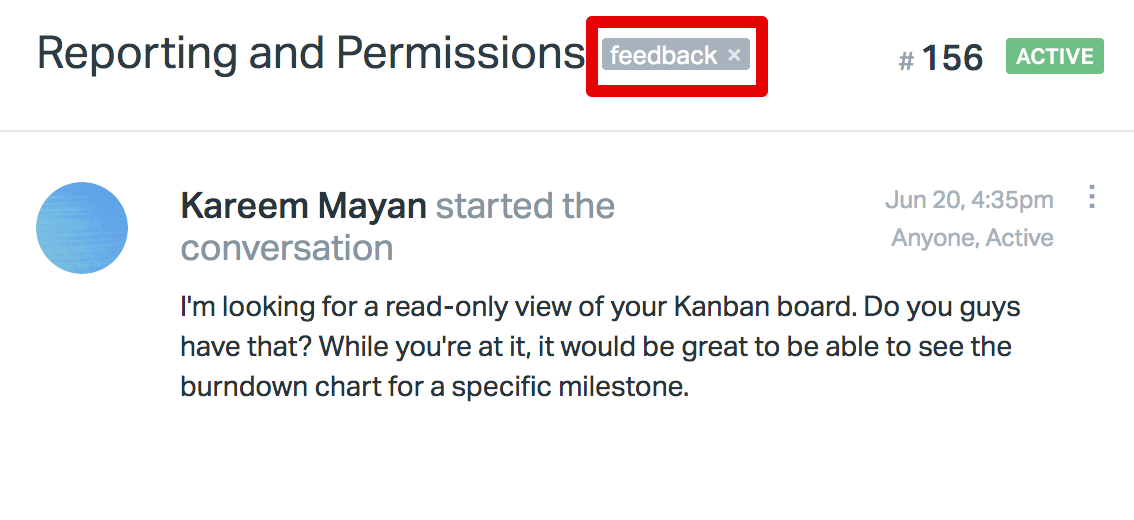 Reporting and Permissions feedback × # 156 ACTIVE
Kareem Mayan started the
conversation
Jun 20, 4:35pm
Anyone, Active
I'm looking for a read-only view of your Kanban board. Do you guys
have that? While you're at it, it would be great to be able to see the
burndown chart for a specific milestone.